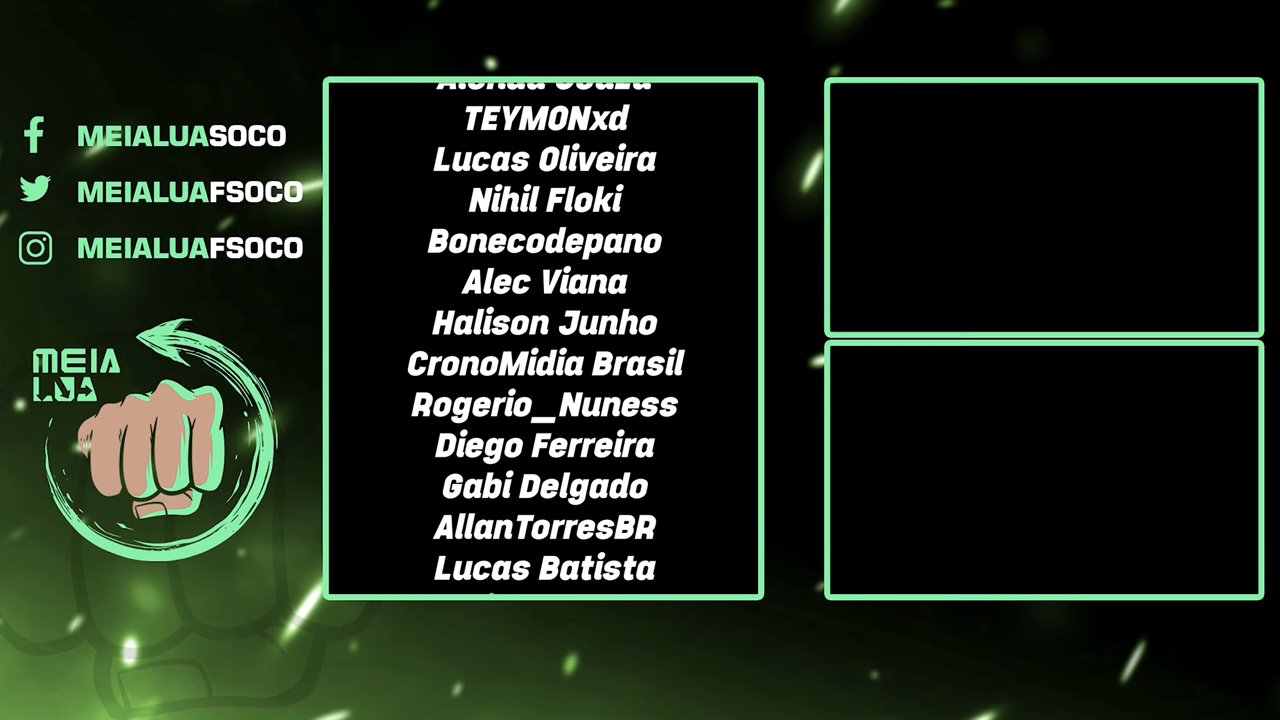 MEIALUASOCO
MEIALUAFSOCO
MEIALUAFSOCO
MEIA
LUA
TEYMONxd
Lucas Oliveira
Nihil Floki
Bonecodepano
Alec Viana
Halison Junho
CronoMidia Brasil
Rogerio_Nuness
Diego Ferreira
Gabi Delgado
AllanTorresBR
Lucas Batista